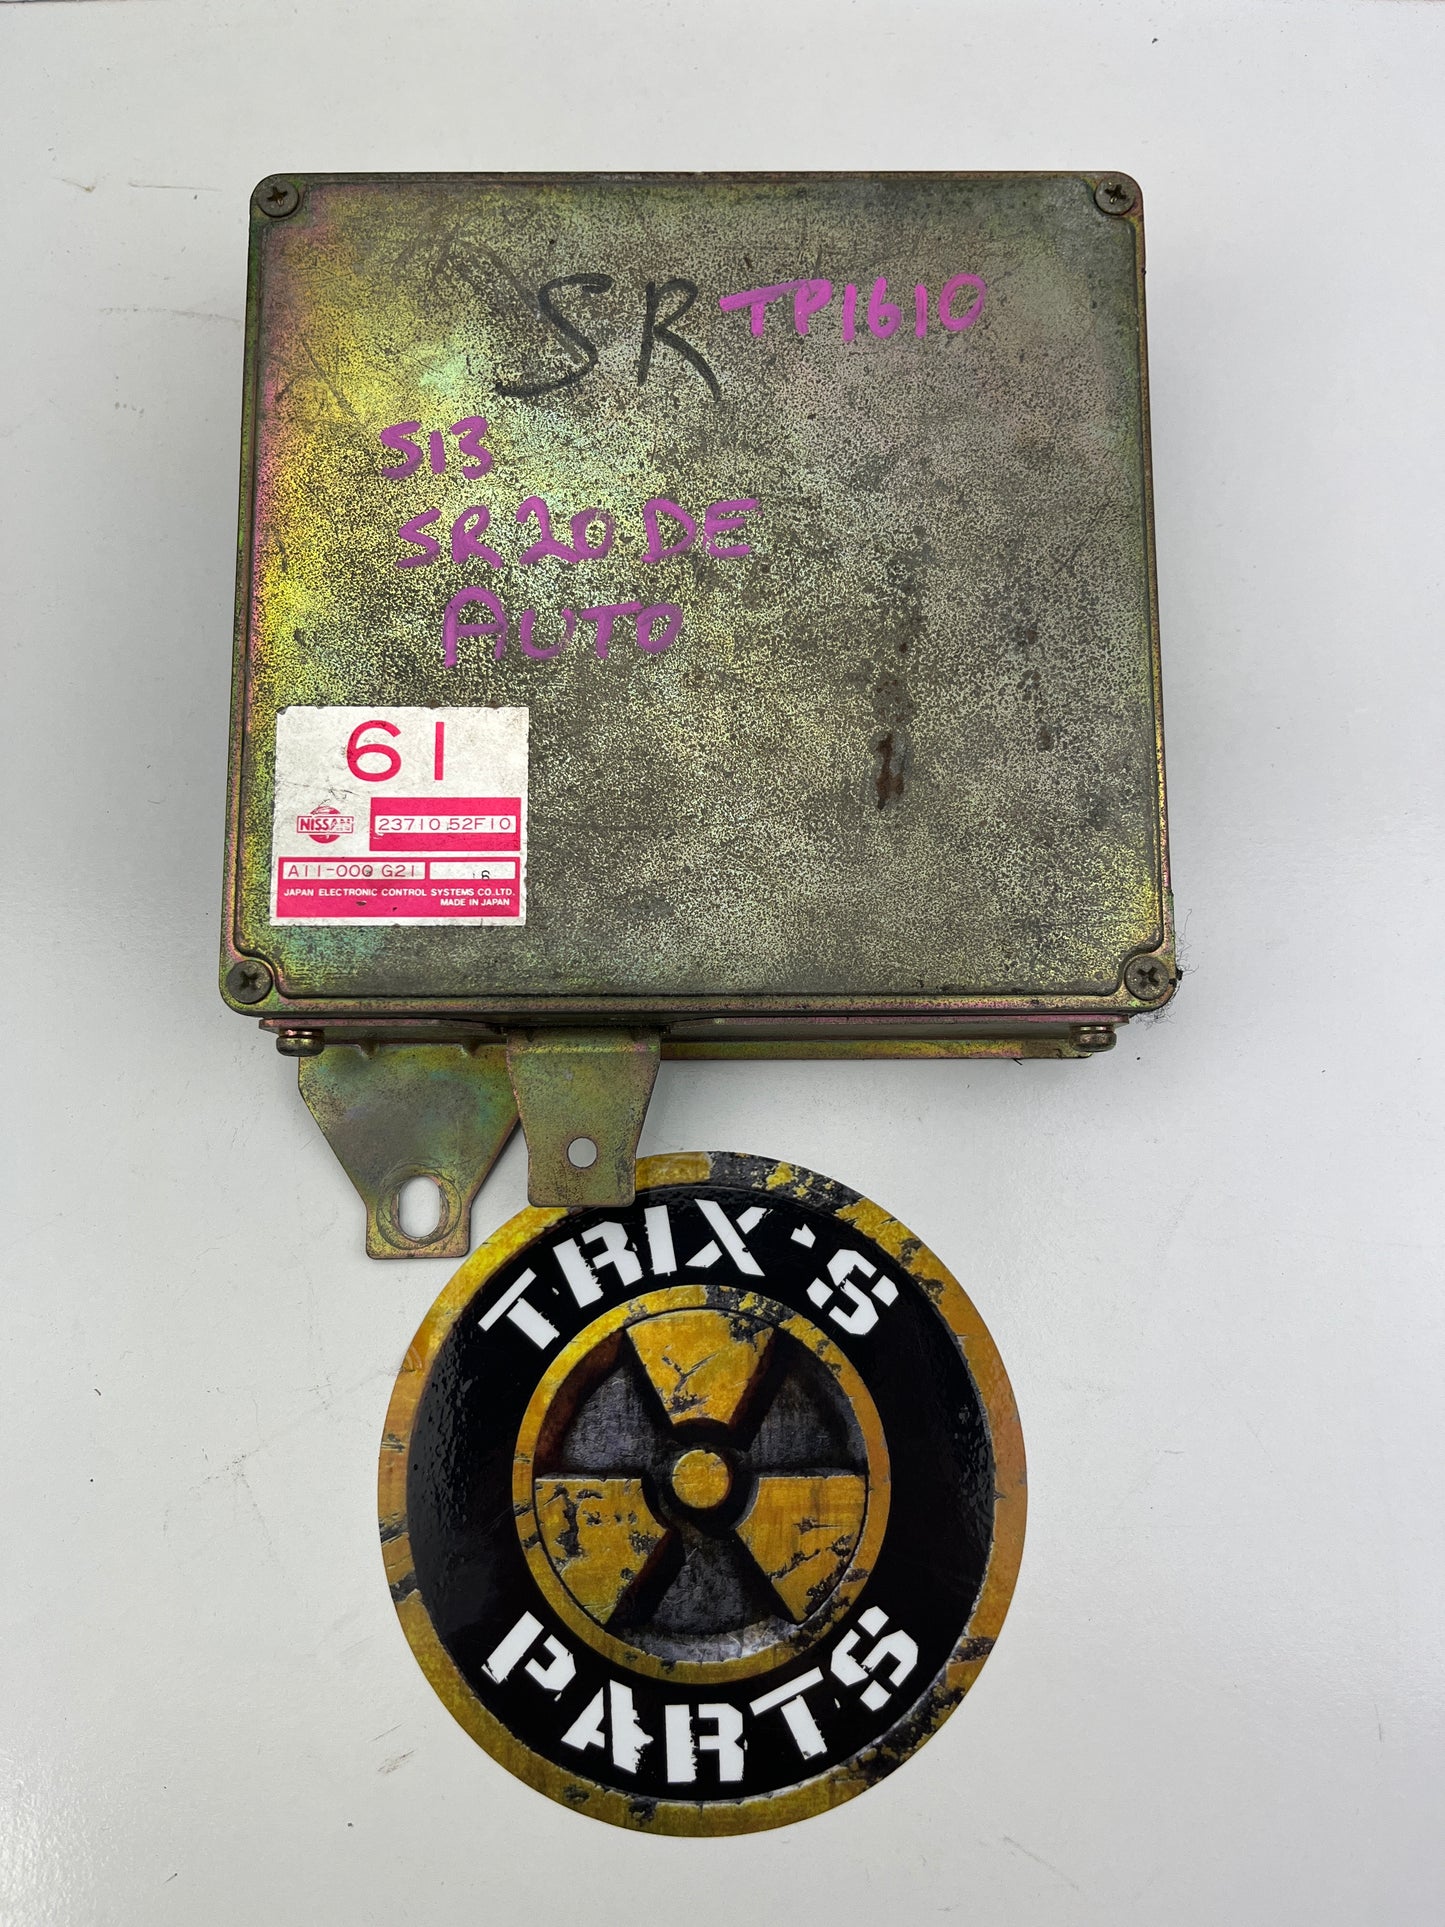 SR TP1610
S13
SR20.DE
AUTO
61
NISSAN
23710 52F10
A11-000 G21 6
JAPAN ELECTRONIC CONTROL SYSTEMS CO.LTD.
MADE IN JAPAN
TRIX'S
PARTS